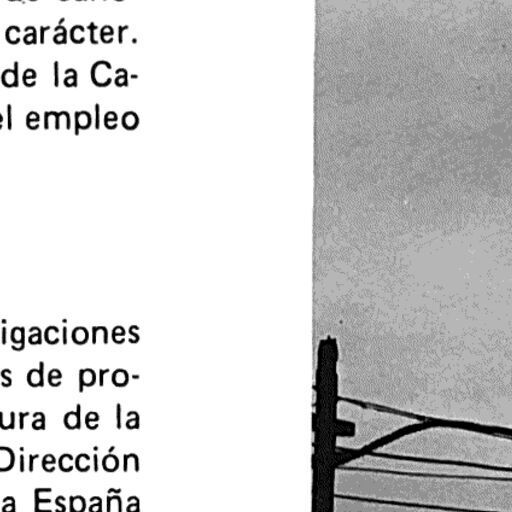 carácter.
de la Ca-
el empleo
igaciones
s de pro-
ura de la
Dirección
a España